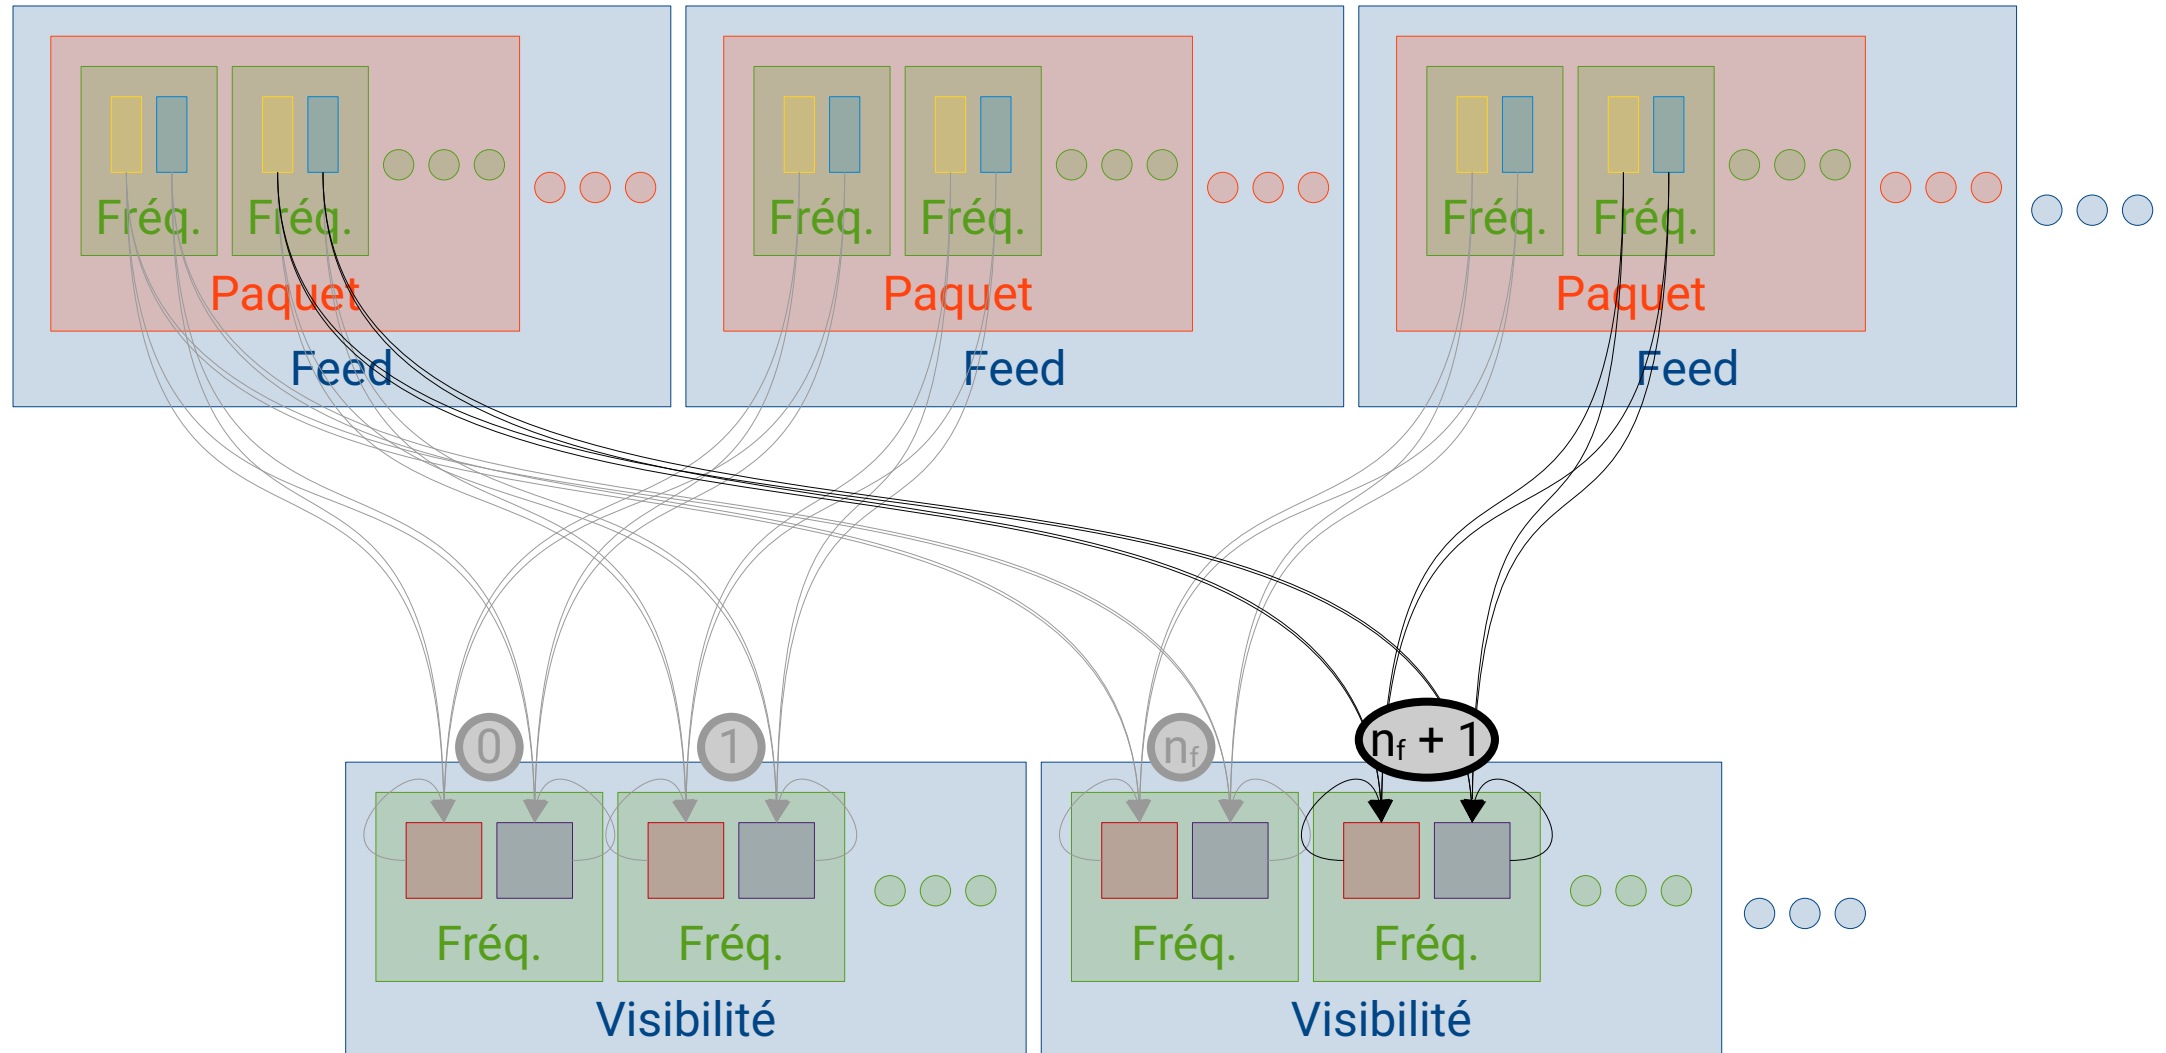 Fréq. Fréq. Fréq. Fréq. Fréq. Fréq.
Paquet Paquet Paquet
Feed Feed Feed
0 1 nf nf + 1
Fréq. Fréq. Fréq. Fréq.
Visibilité Visibilité